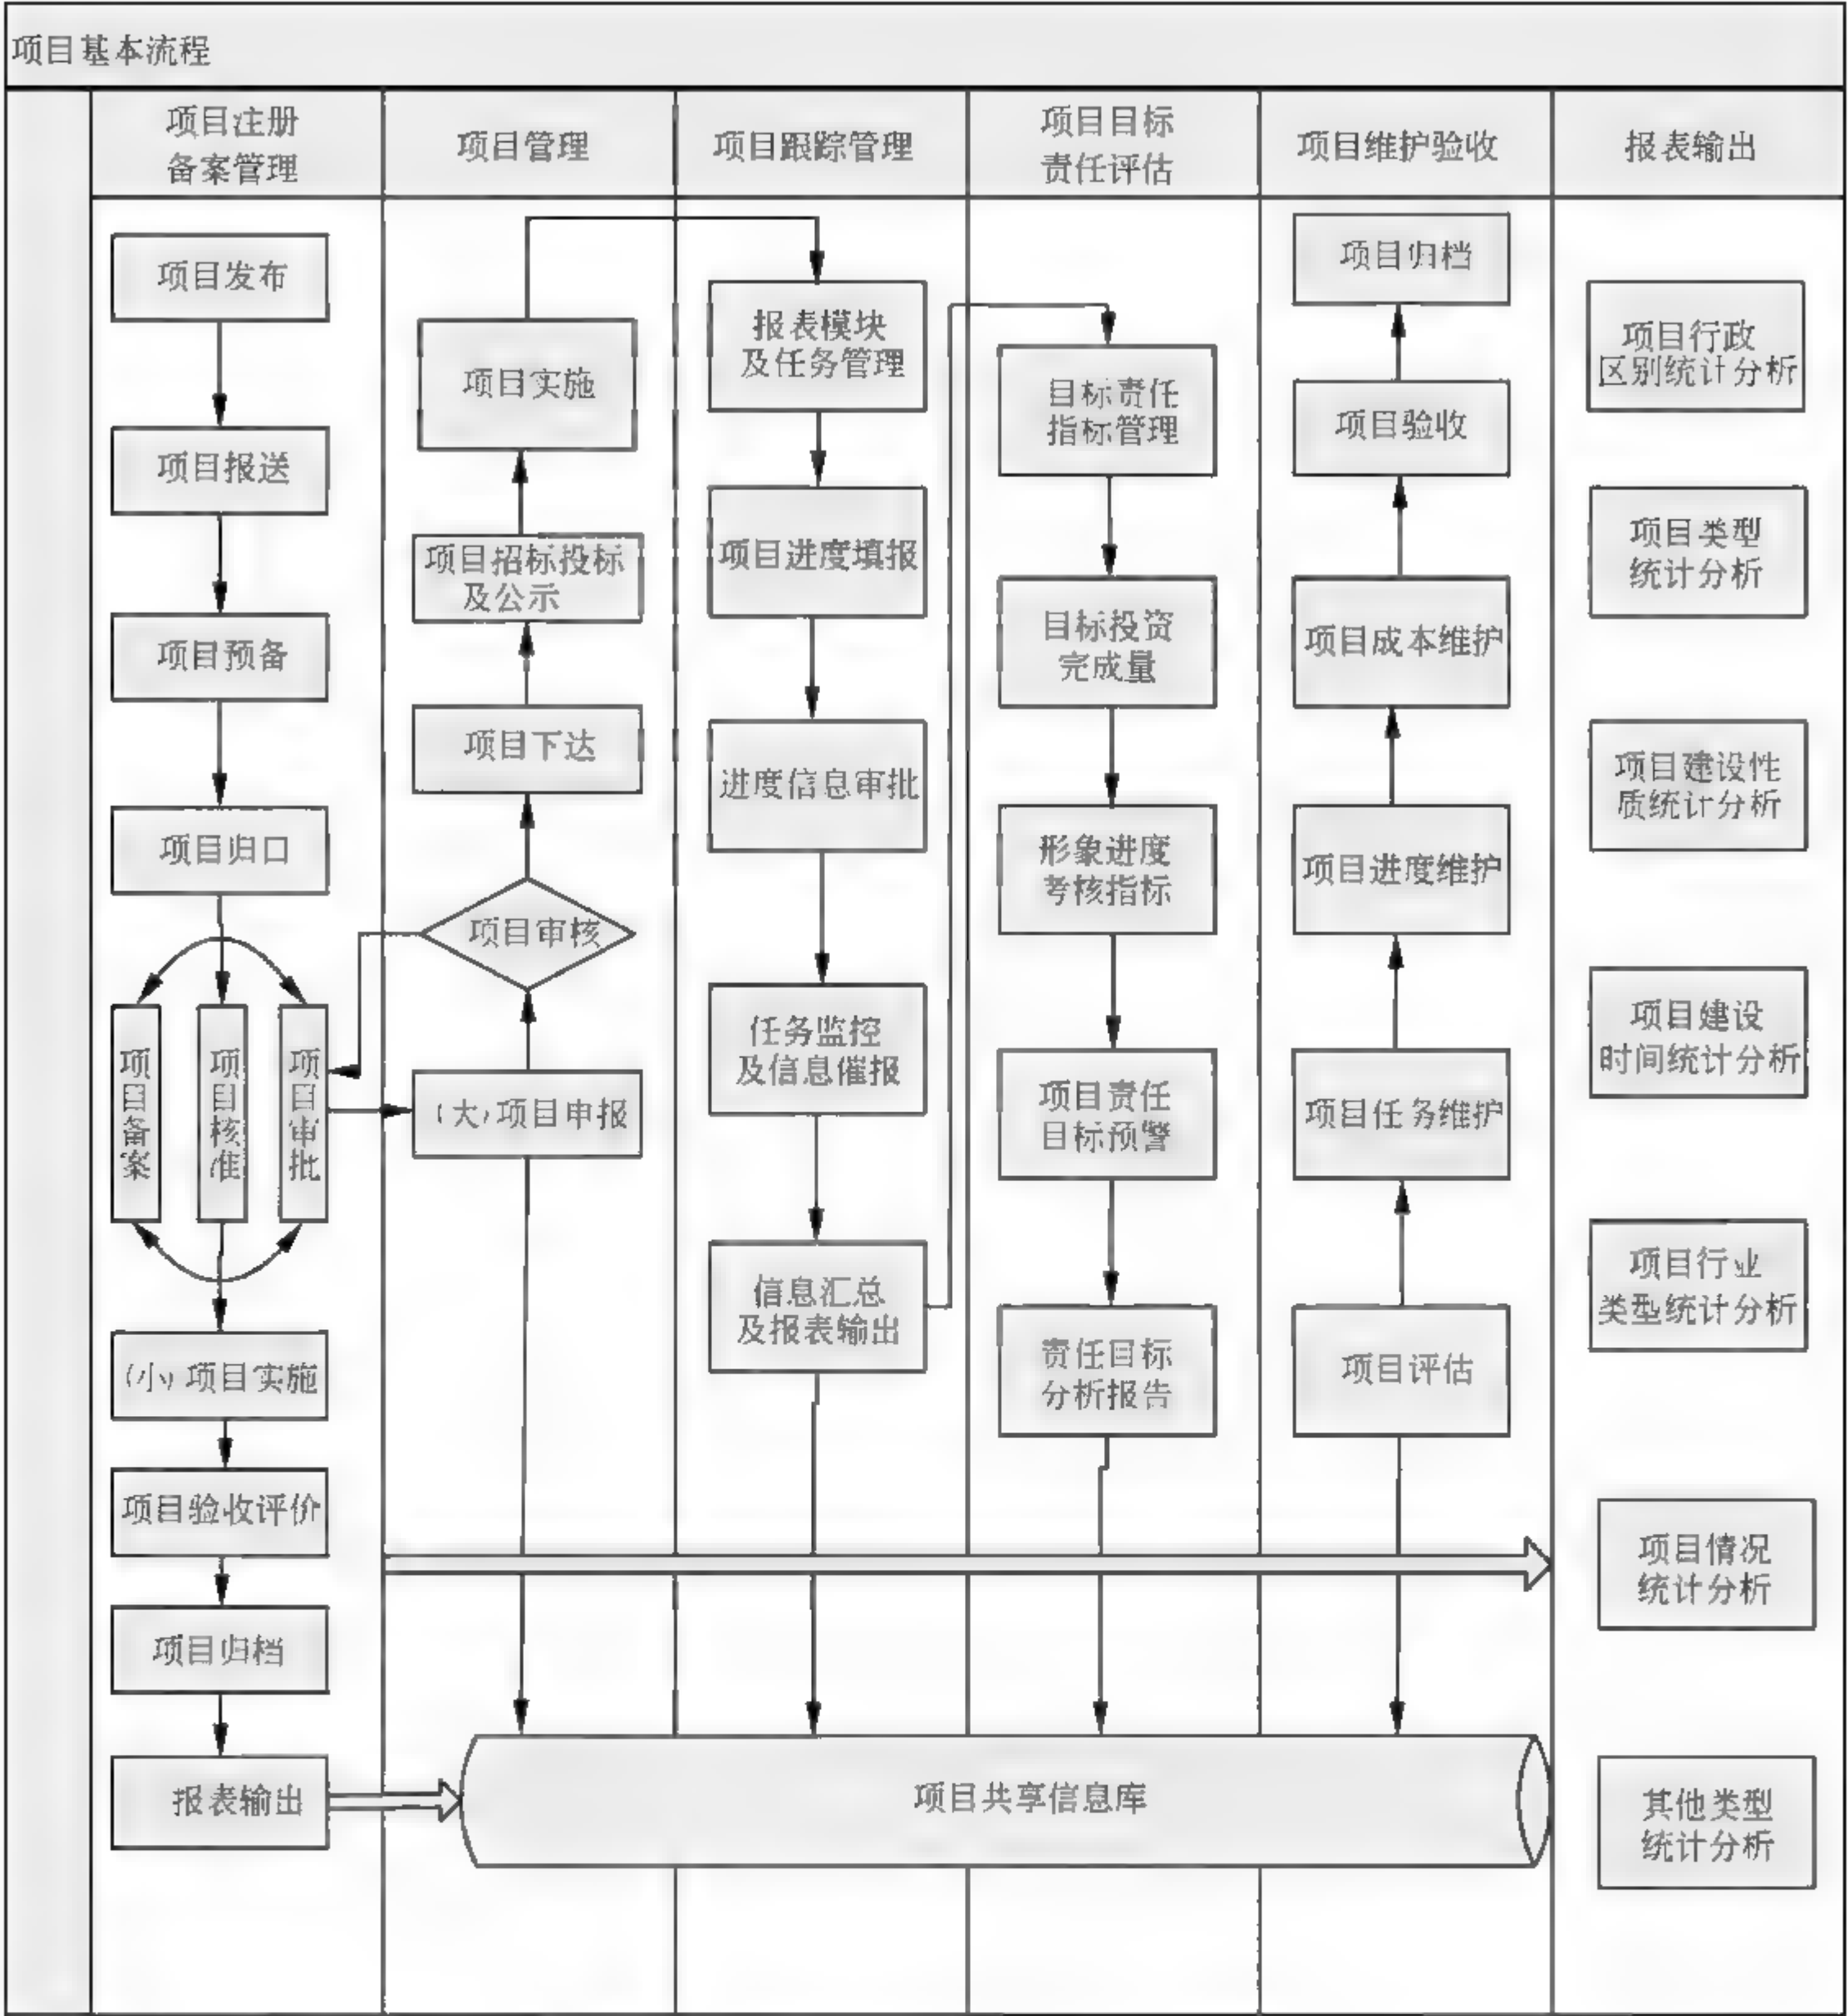 项目基本流程
项目注册
备案管理
项目管理
项目跟踪管理
项目目标
责任评估
项目维护验收
报表输出
项目发布
项目报送
项目预备
项目归口
项目备案
项目核准
项目审批
(小)项目实施
项目验收评价
项目归档
报表输出
项目实施
项目招标投标
及公示
项目下达
项目审核
(大)项目申报
报表模块
及任务管理
项目进度填报
进度信息审批
任务监控
及信息催报
信息汇总
及报表输出
目标责任
指标管理
目标投资
完成量
形象进度
考核指标
项目责任
目标预警
责任目标
分析报告
项目归档
项目验收
项目成本维护
项目进度维护
项目任务维护
项目评估
项目行政
区别统计分析
项目类型
统计分析
项目建设性
质统计分析
项目建设
时间统计分析
项目行业
类型统计分析
项目情况
统计分析
其他类型
统计分析
项目共享信息库